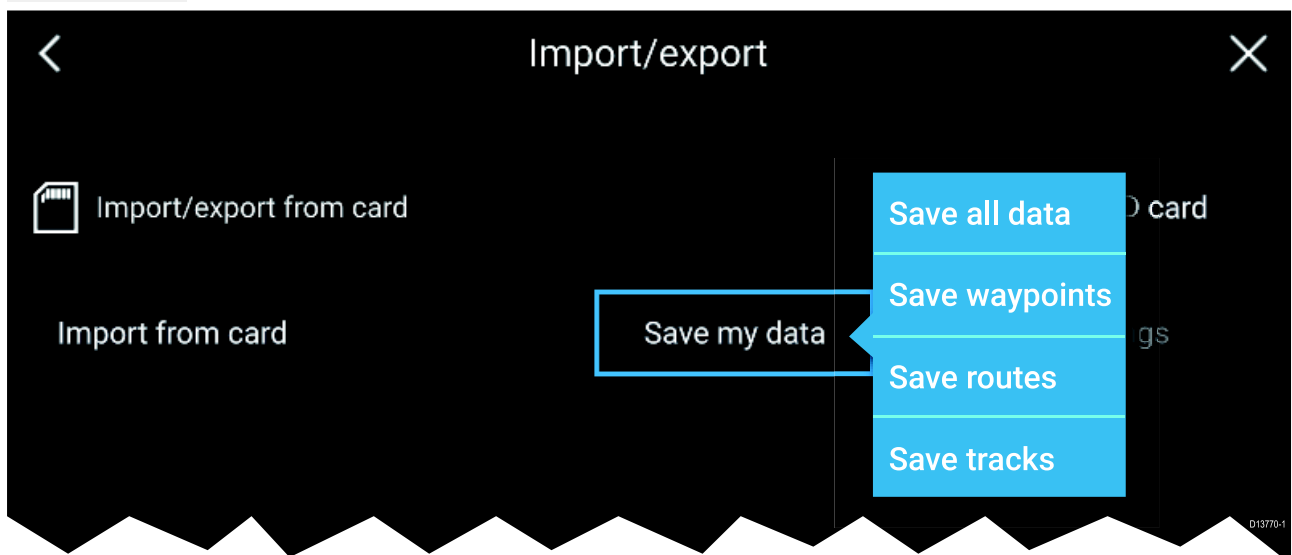 Import/export
Import/export from card
card
Import from card
Save my data
gs
Save all data
Save waypoints
Save routes
Save tracks
D13770-1